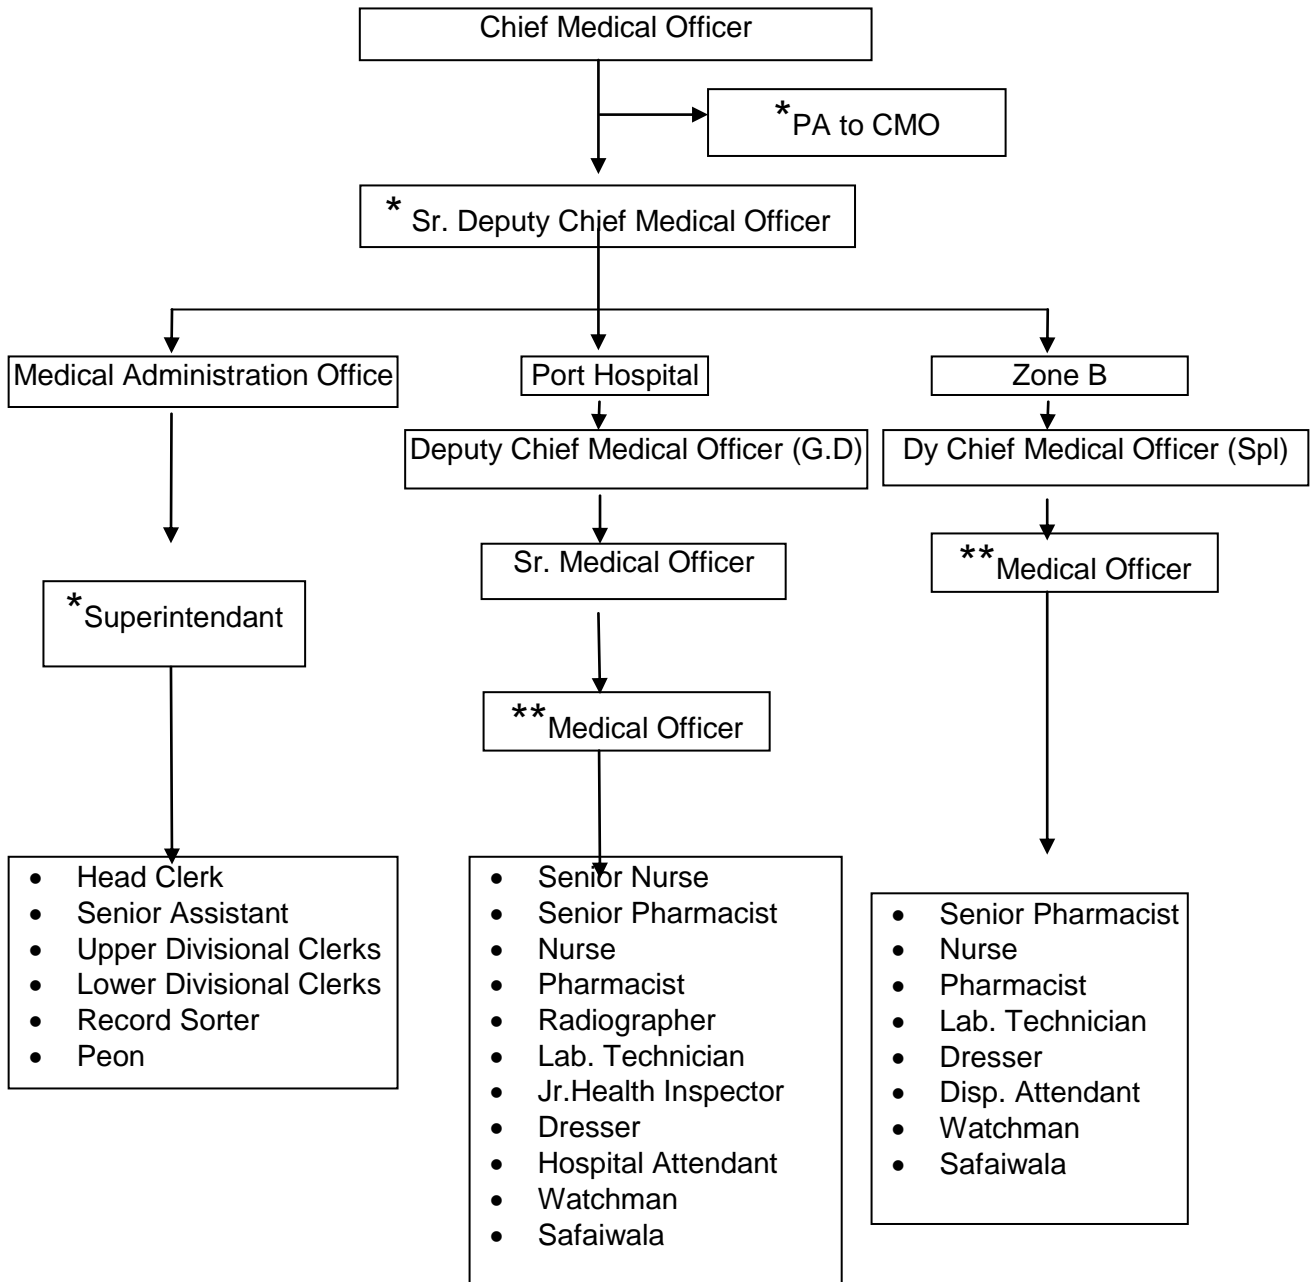 Chief Medical Officer
*PA to CMO
* Sr. Deputy Chief Medical Officer
Medical Administration Office
Port Hospital
Zone B
Deputy Chief Medical Officer (G.D)
Dy Chief Medical Officer (Spl)
Sr. Medical Officer
**Medical Officer
*Superintendant
**Medical Officer
• Head Clerk
• Senior Assistant
• Upper Divisional Clerks
• Lower Divisional Clerks
• Record Sorter
• Peon
• Senior Nurse
• Senior Pharmacist
• Nurse
• Pharmacist
• Radiographer
• Lab. Technician
• Jr.Health Inspector
• Dresser
• Hospital Attendant
• Watchman
• Safaiwala
• Senior Pharmacist
• Nurse
• Pharmacist
• Lab. Technician
• Dresser
• Disp. Attendant
• Watchman
• Safaiwala